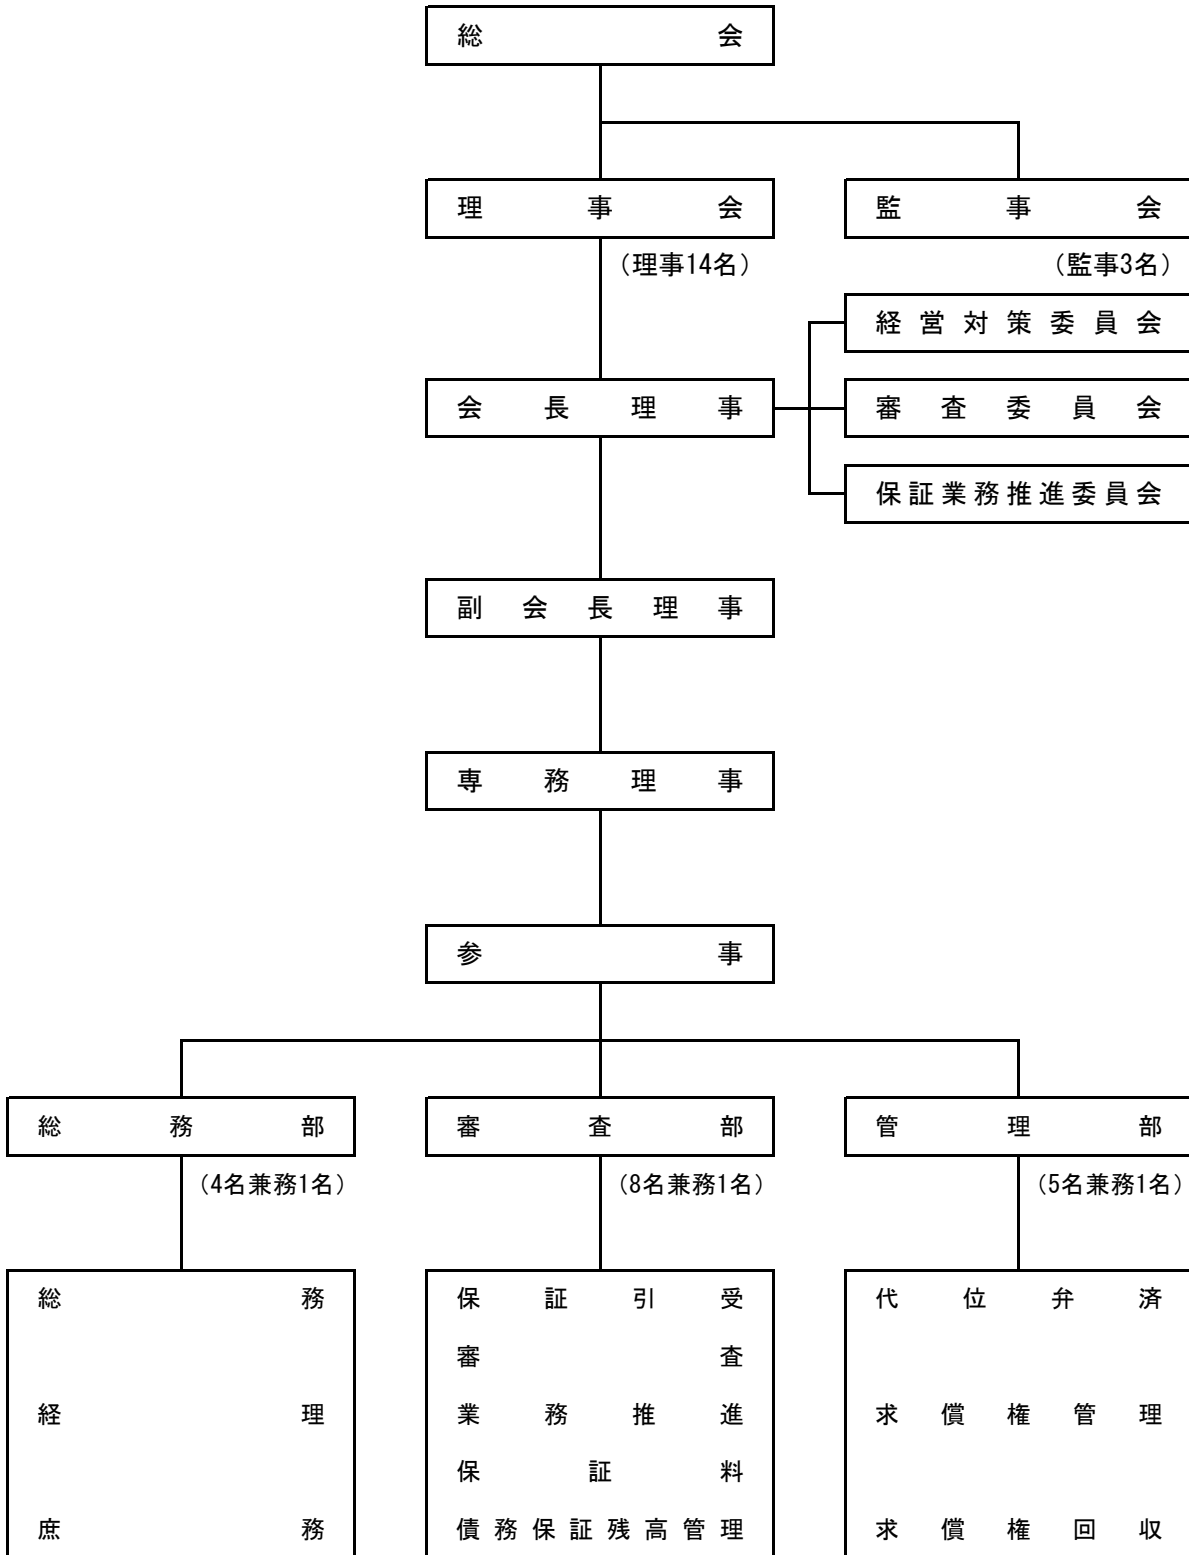 総会
理事会
監事会
（理事14名）
（監事3名）
経営対策委員会
会長理事
審査委員会
保証業務推進委員会
副会長理事
専務理事
参事
総務部
審査部
管理部
（4名兼務1名）
（8名兼務1名）
（5名兼務1名）
総務
経理
庶務
保証引受
審査
業務推進
保証料
債務保証残高管理
代位弁済
求償権管理
求償権回収